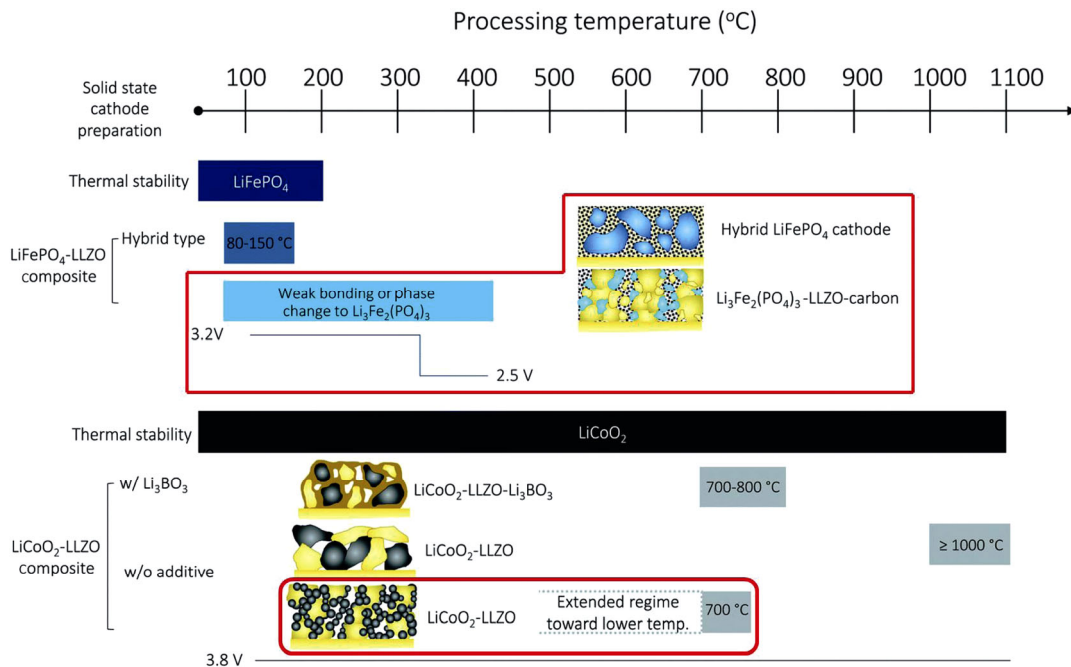 Processing temperature (°C)
Solid state
cathode
preparation
100 200 300 400 500 600 700 800 900 1000 1100
Thermal stability
LiFePO₄
LiFePO₄-LLZO
composite
Hybrid type
80-150 °C
Hybrid LiFePO₄ cathode
Weak bonding or phase
change to Li₃Fe₂(PO₄)₃
Li₃Fe₂(PO₄)₃-LLZO-carbon
3.2V
2.5 V
Thermal stability
LiCoO₂
LiCoO₂-LLZO
composite
w/ Li₃BO₃
LiCoO₂-LLZO-Li₃BO₃
700-800 °C
w/o additive
LiCoO₂-LLZO
≥ 1000 °C
LiCoO₂-LLZO
Extended regime
toward lower temp.
700 °C
3.8 V